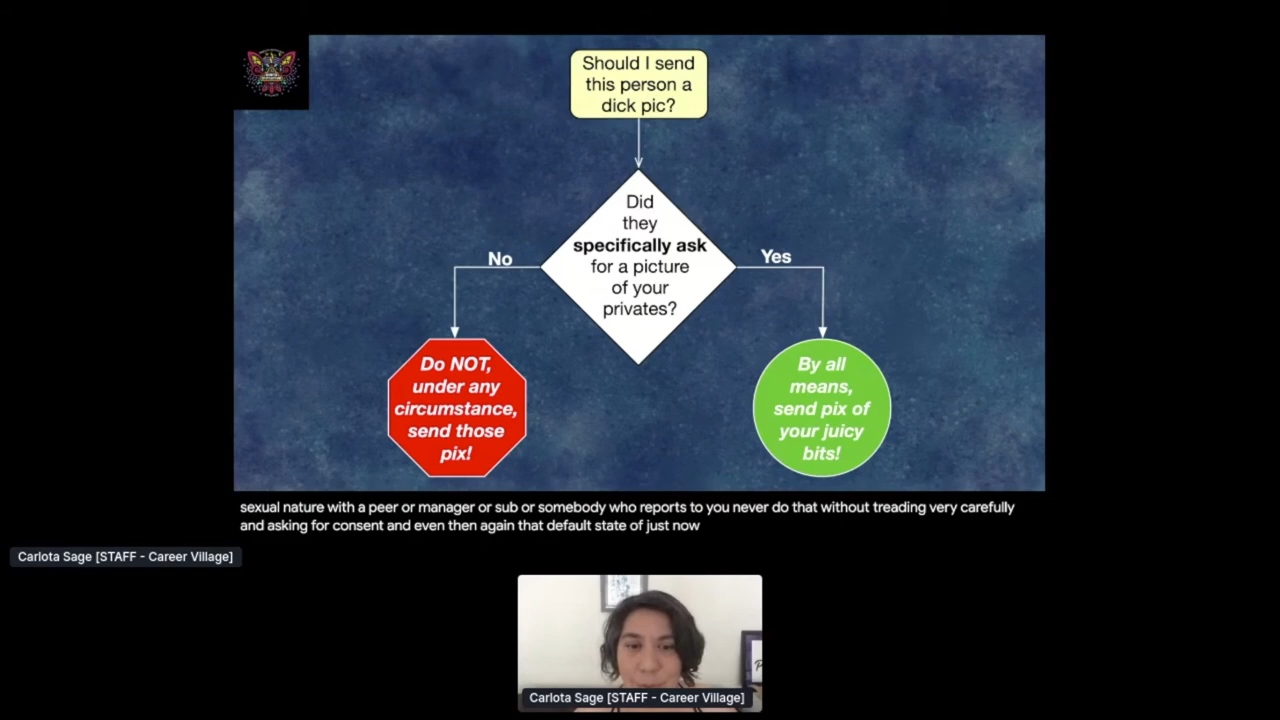 Should I send
this person a
dick pic?
Did
they
specifically ask
for a picture
of your
privates?
No
Yes
Do NOT,
under any
circumstance,
send those
pix!
By all
means,
send pix of
your juicy
bits!
sexual nature with a peer or manager or sub or somebody who reports to you never do that without treading very carefully
and asking for consent and even then again that default state of just now
Carlota Sage [STAFF - Career Village]
Carlota Sage [STAFF - Career Village]